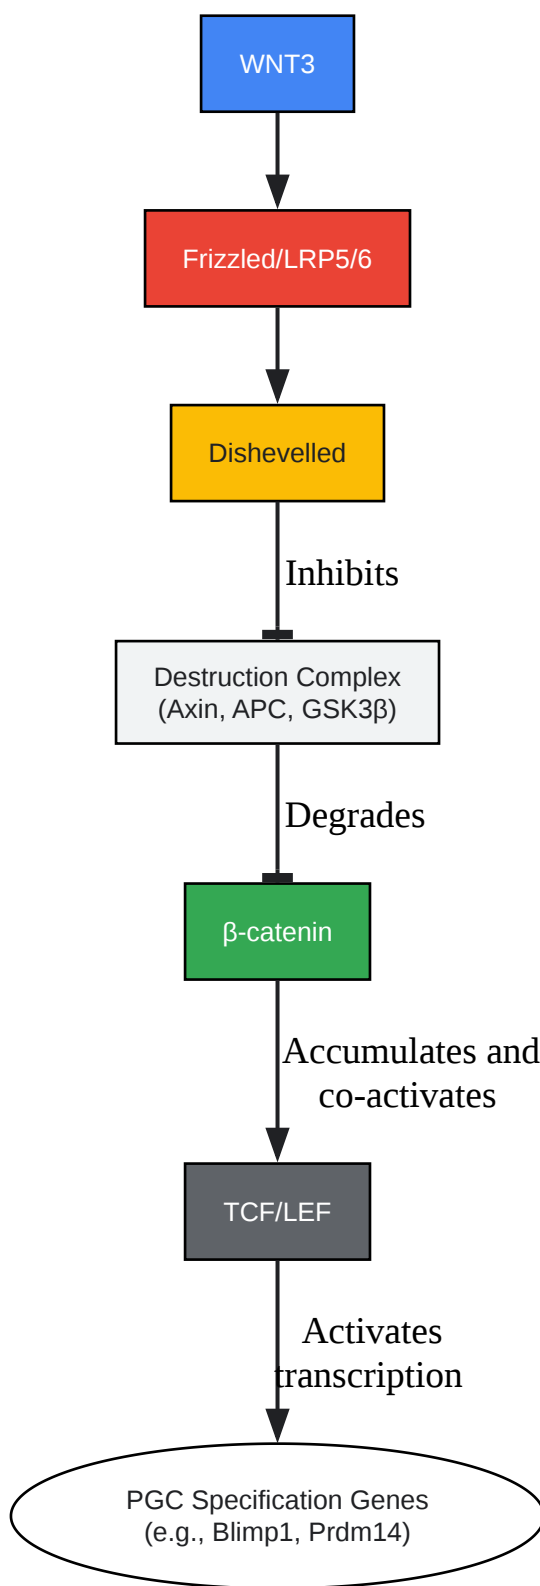 WNT3
Frizzled/LRP5/6
Dishevelled
Inhibits
Destruction Complex
(Axin, APC, GSK3β)
Degrades
β-catenin
Accumulates and
co-activates
TCF/LEF
Activates
transcription
PGC Specification Genes
(e.g., Blimp1, Prdm14)